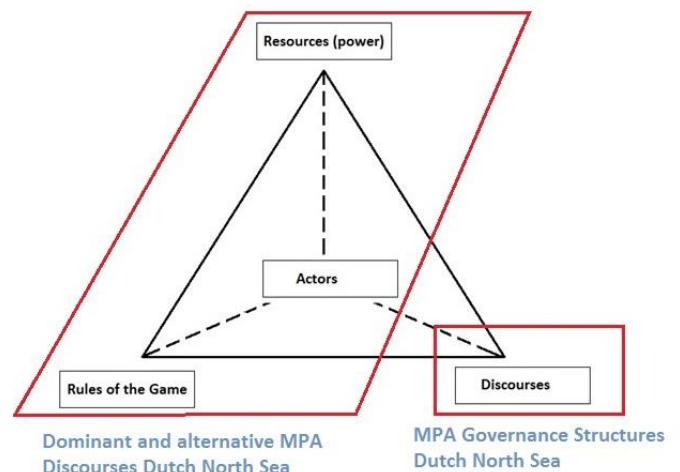 Resources (power)
Actors
Rules of the Game
Discourses
Dominant and alternative MPA
Discourses Dutch North Sea
MPA Governance Structures
Dutch North Sea